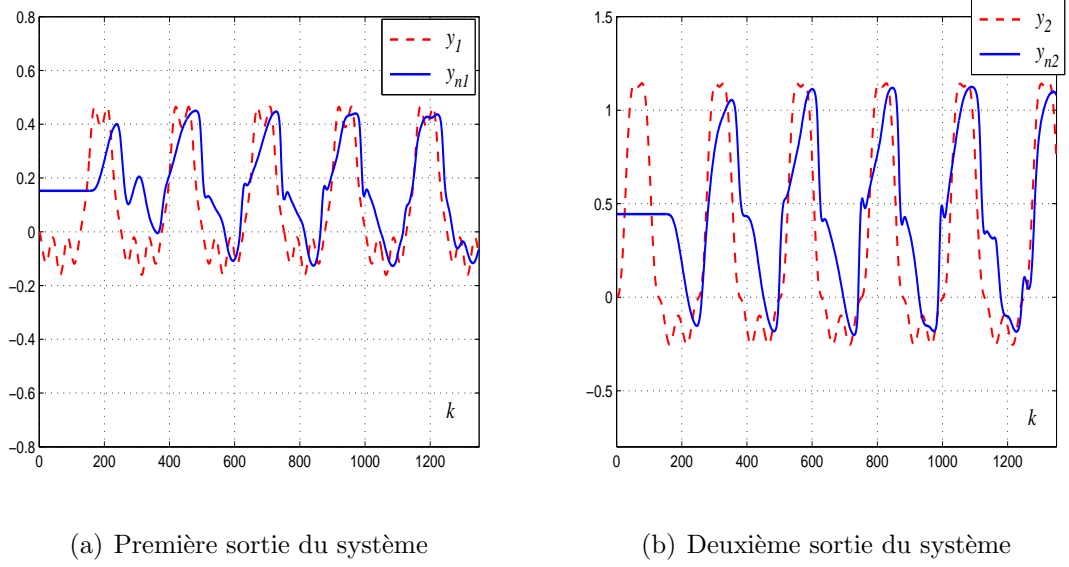 0.8
0.6
0.4
0.2
0
−0.2
−0.4
−0.6
−0.8
0 200 400 600 800 1000 1200
y1
yn1
k
1.5
1
0.5
0
−0.5
0 200 400 600 800 1000 1200
y2
yn2
k
(a) Première sortie du système
(b) Deuxième sortie du système